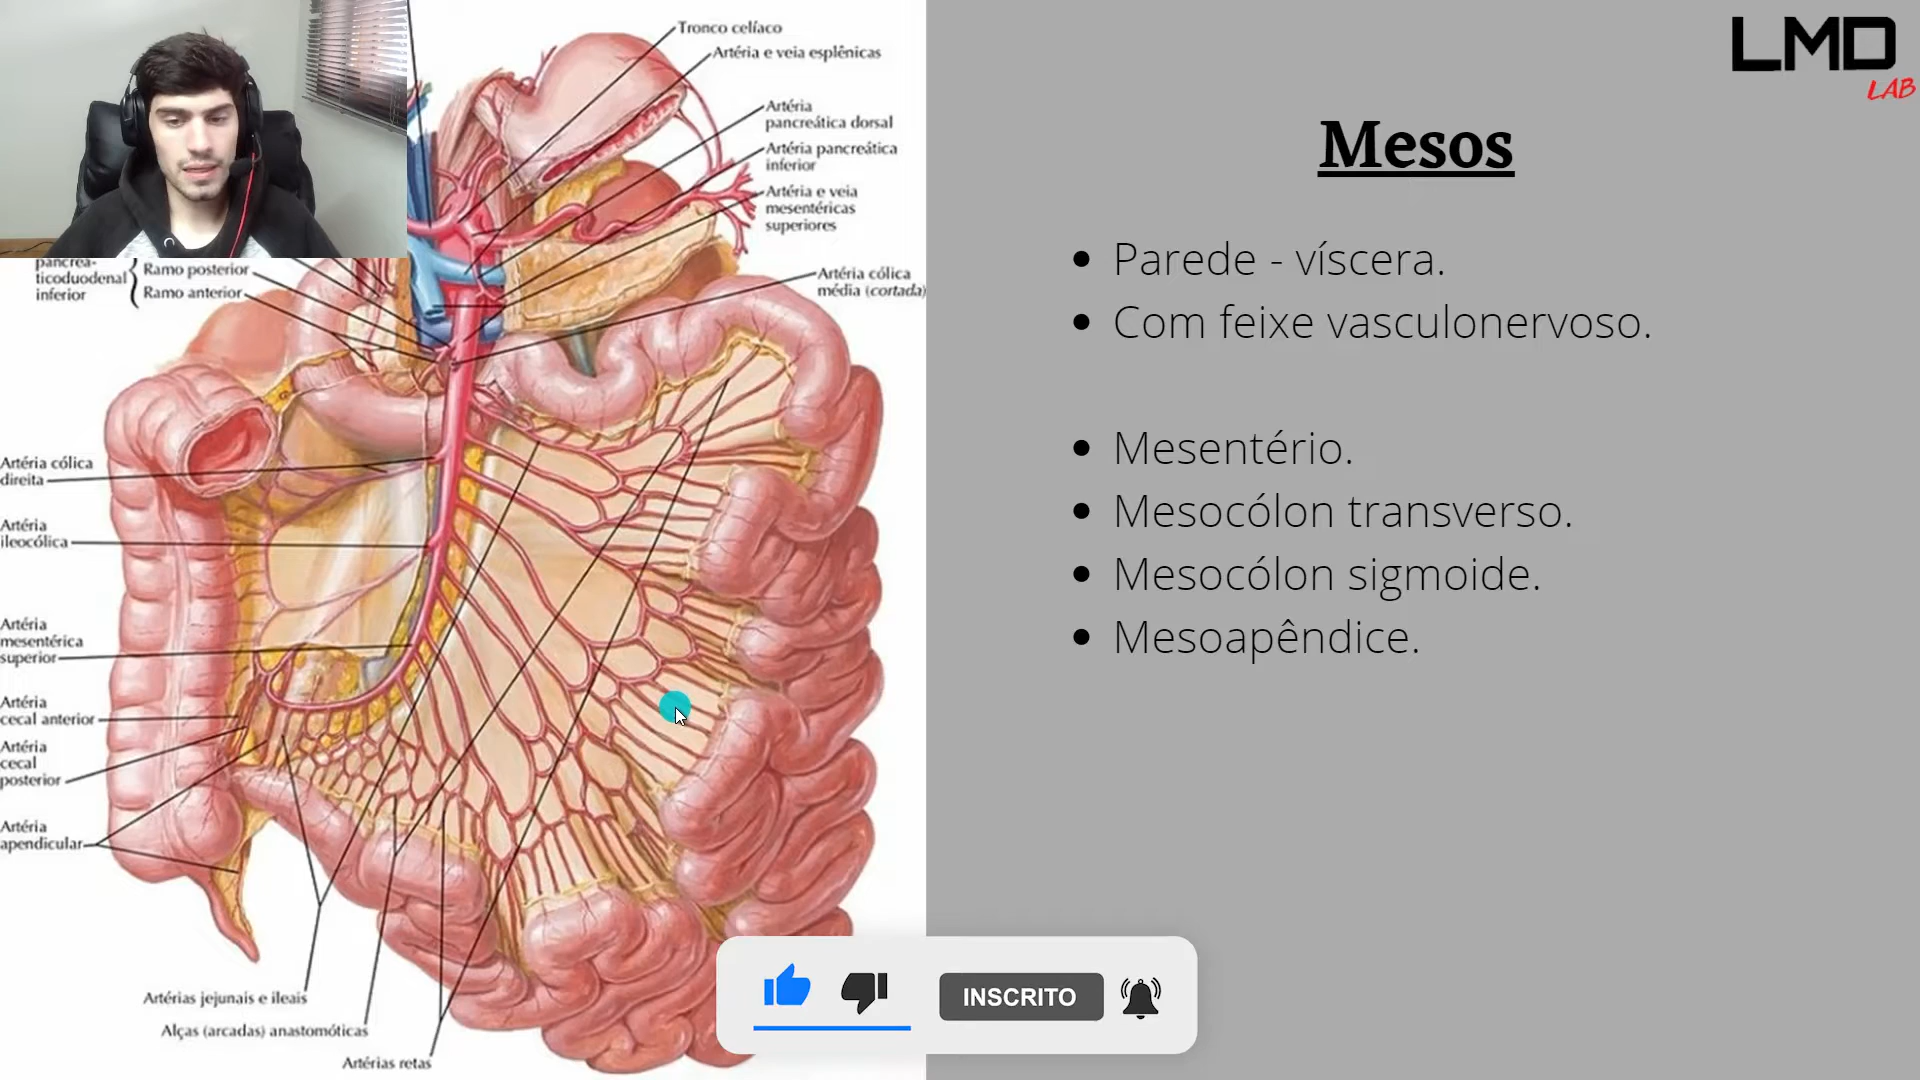 Tronco celíaco
Artéria e veia esplênicas
Artéria
pancreática dorsal
Artéria pancreática
inferior
Artéria e veia
mesentéricas
superiores
Artéria cólica
média (cortada)
pancreá-
ticoduodenal
inferior
Ramo posterior
Ramo anterior
Artéria cólica
direita
Artéria
ileocólica
Artéria
mesentérica
superior
Artéria
cecal anterior
Artéria
cecal
posterior
Artéria
apendicular
Artérias jejunais e ileais
Alças (arcadas) anastomóticas
Artérias retas
LMD
LAB
Mesos
• Parede - víscera.
• Com feixe vasculonervoso.
• Mesentério.
• Mesocólon transverso.
• Mesocólon sigmoide.
• Mesoapêndice.
INSCRITO